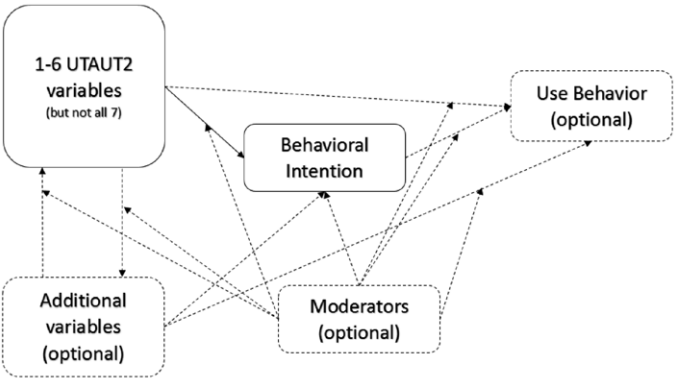 1-6 UTAUT2
variables
(but not all 7)
Use Behavior
(optional)
Behavioral
Intention
Additional
variables
(optional)
Moderators
(optional)